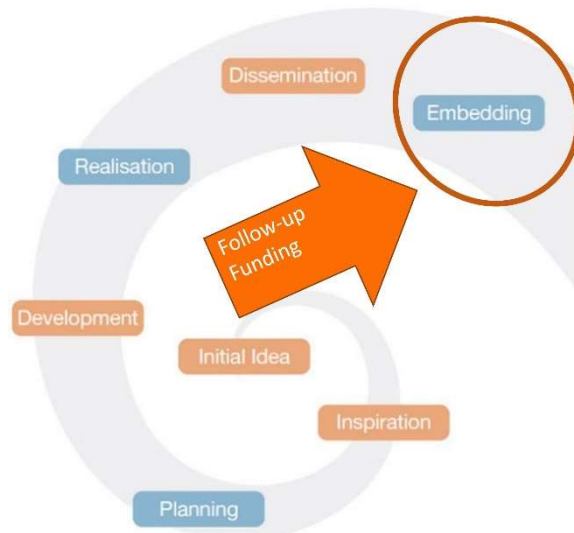 Dissemination
Embedding
Realisation
Follow-up
Funding
Development
Initial Idea
Inspiration
Planning